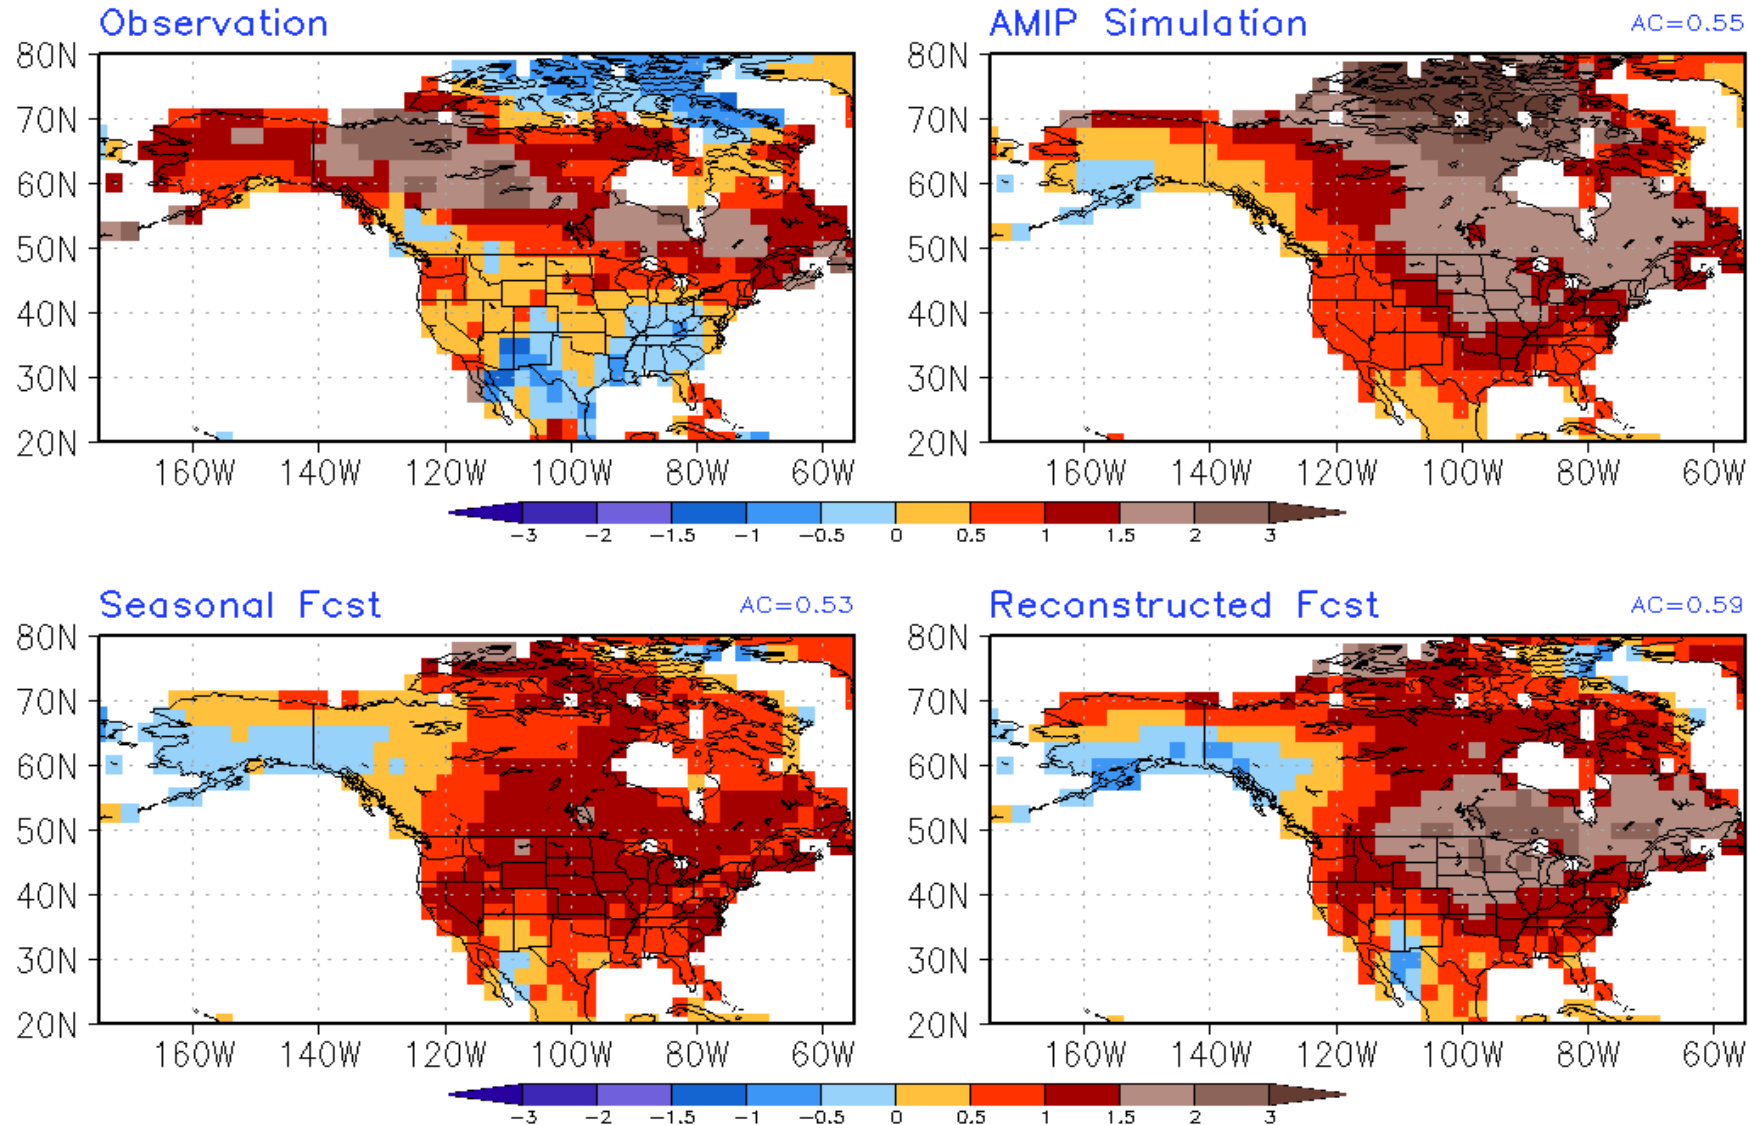 Observation
AMIP Simulation AC=0.55
80N
70N
60N
50N
40N
30N
20N
160W 140W 120W 100W 80W 60W
80N
70N
60N
50N
40N
30N
20N
160W 140W 120W 100W 80W 60W
-3 -2 -1.5 -1 -0.5 0 0.5 1 1.5 2 3
Seasonal Fcst AC=0.53
Reconstructed Fcst AC=0.59
80N
70N
60N
50N
40N
30N
20N
160W 140W 120W 100W 80W 60W
80N
70N
60N
50N
40N
30N
20N
160W 140W 120W 100W 80W 60W
-3 -2 -1.5 -1 -0.5 0 0.5 1 1.5 2 3